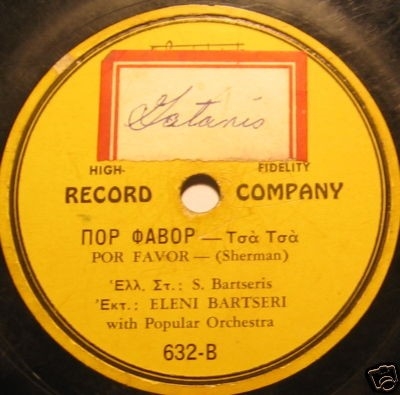 HIGH- FIDELITY
RECORD COMPANY
ΠΟΡ ΦΑΒΟΡ — Τσὰ Τσὰ
POR FAVOR — (Sherman)
Ἑλλ. Στ.: S. Bartseris
Ἐκτ.: ELENI BARTSERI
with Popular Orchestra
632-B
ebY